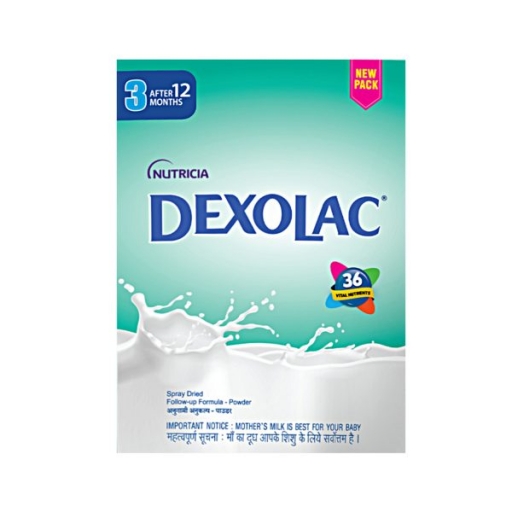 3 AFTER 12
MONTHS
NEW
PACK
NUTRICIA
DEXOLAC®
36
VITAL NUTRIENTS
Spray Dried
Follow-up Formula - Powder
अनुवर्ती अनुकल्प - पाउडर
IMPORTANT NOTICE : MOTHER'S MILK IS BEST FOR YOUR BABY
महत्वपूर्ण सूचना : माँ का दूध आपके शिशु के लिये सर्वोत्तम है ।